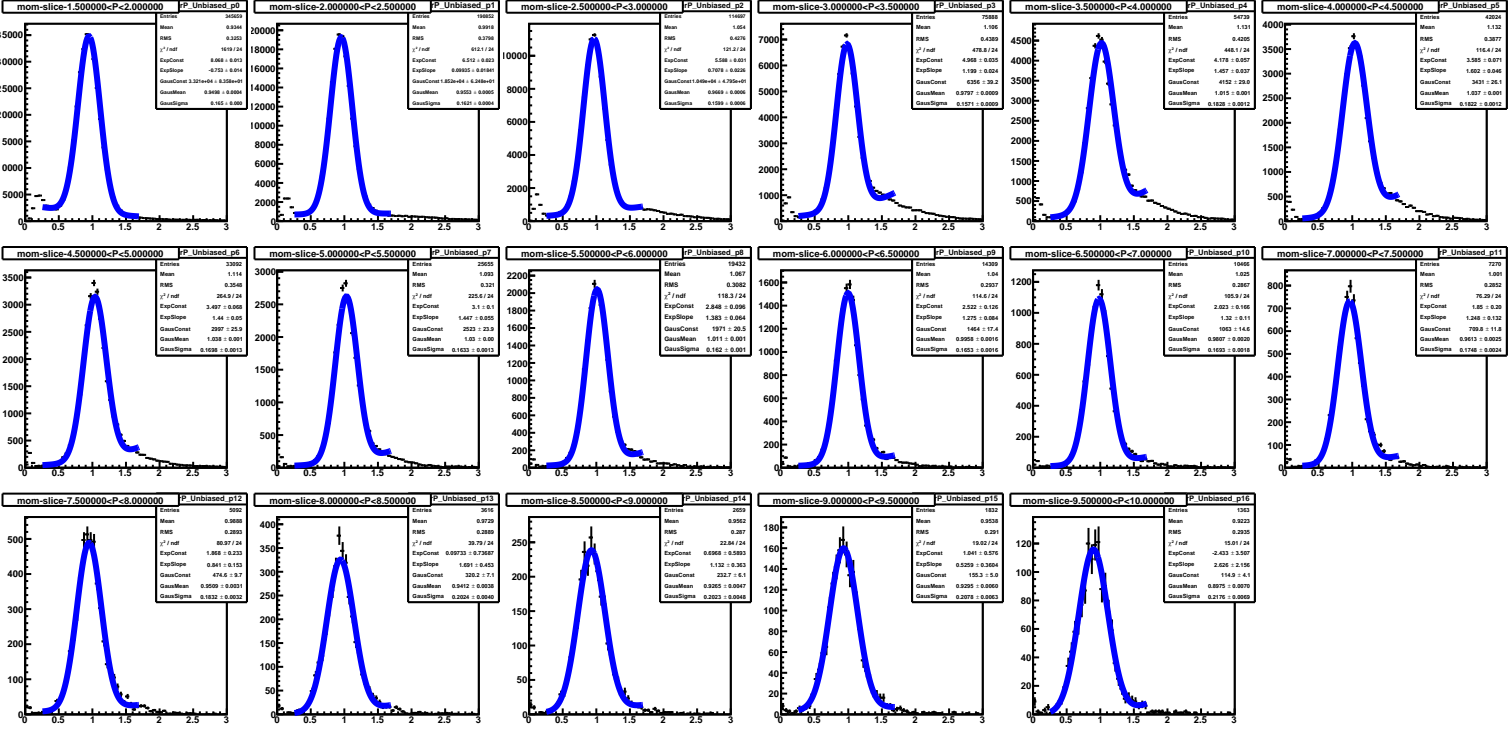 mom-slice-1.500000<P<2.000000
rP_Unbiased_p0
Entries 345659
Mean 0.9344
RMS 0.3253
χ² / ndf 1619 / 24
ExpConst 6.068 ± 0.012
ExpSlope -0.753 ± 0.014
GausConst 3.321e+04 ± 8.358e+01
GausMean 0.9498 ± 0.0004
GausSigma 0.165 ± 0.000
mom-slice-2.000000<P<2.500000
rP_Unbiased_p1
Entries 198852
Mean 0.9918
RMS 0.3798
χ² / ndf 612.1 / 24
ExpConst 6.512 ± 0.023
ExpSlope 0.09835 ± 0.01841
GausConst 1.852e+04 ± 6.248e+01
GausMean 0.9553 ± 0.0005
GausSigma 0.1621 ± 0.0004
mom-slice-2.500000<P<3.000000
rP_Unbiased_p2
Entries 114697
Mean 1.054
RMS 0.4276
χ² / ndf 121.2 / 24
ExpConst 5.588 ± 0.031
ExpSlope 0.7078 ± 0.0226
GausConst 1.049e+04 ± 4.795e+01
GausMean 0.9669 ± 0.0006
GausSigma 0.1599 ± 0.0006
mom-slice-3.000000<P<3.500000
rP_Unbiased_p3
Entries 75888
Mean 1.106
RMS 0.4389
χ² / ndf 478.8 / 24
ExpConst 4.968 ± 0.035
ExpSlope 1.199 ± 0.024
GausConst 6356 ± 39.2
GausMean 0.9797 ± 0.0009
GausSigma 0.1571 ± 0.0009
mom-slice-3.500000<P<4.000000
rP_Unbiased_p4
Entries 54739
Mean 1.131
RMS 0.4205
χ² / ndf 448.1 / 24
ExpConst 4.178 ± 0.057
ExpSlope 1.457 ± 0.037
GausConst 4152 ± 29.0
GausMean 1.015 ± 0.001
GausSigma 0.1828 ± 0.0012
mom-slice-4.000000<P<4.500000
rP_Unbiased_p5
Entries 42024
Mean 1.132
RMS 0.3877
χ² / ndf 116.4 / 24
ExpConst 3.585 ± 0.071
ExpSlope 1.602 ± 0.046
GausConst 3431 ± 26.1
GausMean 1.037 ± 0.001
GausSigma 0.1822 ± 0.0012
mom-slice-4.500000<P<5.000000
rP_Unbiased_p6
Entries 33092
Mean 1.114
RMS 0.3548
χ² / ndf 264.9 / 24
ExpConst 3.497 ± 0.068
ExpSlope 1.44 ± 0.05
GausConst 2997 ± 25.9
GausMean 1.038 ± 0.001
GausSigma 0.1698 ± 0.0013
mom-slice-5.000000<P<5.500000
rP_Unbiased_p7
Entries 25655
Mean 1.093
RMS 0.321
χ² / ndf 225.6 / 24
ExpConst 3.1 ± 0.1
ExpSlope 1.447 ± 0.055
GausConst 2523 ± 23.9
GausMean 1.03 ± 0.00
GausSigma 0.1633 ± 0.0013
mom-slice-5.500000<P<6.000000
rP_Unbiased_p8
Entries 19432
Mean 1.067
RMS 0.3082
χ² / ndf 118.3 / 24
ExpConst 2.848 ± 0.096
ExpSlope 1.383 ± 0.064
GausConst 1971 ± 20.5
GausMean 1.011 ± 0.001
GausSigma 0.162 ± 0.001
mom-slice-6.000000<P<6.500000
rP_Unbiased_p9
Entries 14309
Mean 1.04
RMS 0.2937
χ² / ndf 114.6 / 24
ExpConst 2.522 ± 0.126
ExpSlope 1.275 ± 0.084
GausConst 1464 ± 17.4
GausMean 0.9958 ± 0.0016
GausSigma 0.1653 ± 0.0016
mom-slice-6.500000<P<7.000000
rP_Unbiased_p10
Entries 10466
Mean 1.025
RMS 0.2867
χ² / ndf 105.9 / 24
ExpConst 2.023 ± 0.166
ExpSlope 1.32 ± 0.11
GausConst 1063 ± 14.6
GausMean 0.9807 ± 0.0020
GausSigma 0.1693 ± 0.0018
mom-slice-7.000000<P<7.500000
rP_Unbiased_p11
Entries 7270
Mean 1.001
RMS 0.2852
χ² / ndf 76.29 / 24
ExpConst 1.85 ± 0.20
ExpSlope 1.248 ± 0.132
GausConst 709.8 ± 11.8
GausMean 0.9613 ± 0.0025
GausSigma 0.1748 ± 0.0024
mom-slice-7.500000<P<8.000000
P_Unbiased_p12
Entries 5092
Mean 0.9888
RMS 0.2893
χ² / ndf 80.97 / 24
ExpConst 1.868 ± 0.233
ExpSlope 0.841 ± 0.153
GausConst 474.6 ± 9.7
GausMean 0.9509 ± 0.0031
GausSigma 0.1832 ± 0.0032
mom-slice-8.000000<P<8.500000
P_Unbiased_p13
Entries 3616
Mean 0.9729
RMS 0.2889
χ² / ndf 39.79 / 24
ExpConst 0.09733 ± 0.73687
ExpSlope 1.691 ± 0.453
GausConst 320.2 ± 7.1
GausMean 0.9412 ± 0.0038
GausSigma 0.2024 ± 0.0040
mom-slice-8.500000<P<9.000000
P_Unbiased_p14
Entries 2659
Mean 0.9562
RMS 0.287
χ² / ndf 22.84 / 24
ExpConst 0.6968 ± 0.5893
ExpSlope 1.132 ± 0.363
GausConst 232.7 ± 6.1
GausMean 0.9265 ± 0.0047
GausSigma 0.2023 ± 0.0048
mom-slice-9.000000<P<9.500000
P_Unbiased_p15
Entries 1832
Mean 0.9538
RMS 0.291
χ² / ndf 19.02 / 24
ExpConst 1.041 ± 0.576
ExpSlope 0.5259 ± 0.3604
GausConst 155.3 ± 5.0
GausMean 0.9295 ± 0.0060
GausSigma 0.2078 ± 0.0063
mom-slice-9.500000<P<10.000000
P_Unbiased_p16
Entries 1363
Mean 0.9223
RMS 0.2935
χ² / ndf 15.01 / 24
ExpConst -2.433 ± 3.507
ExpSlope 2.626 ± 2.156
GausConst 114.9 ± 4.1
GausMean 0.8975 ± 0.0070
GausSigma 0.2176 ± 0.0069